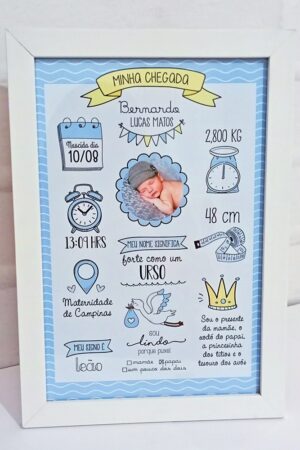 MINHA CHEGADA
Bernardo
LUCAS MATOS
Nascido dia
10/08
2,800 KG
13:09 HRS
48 cm
MEU NOME SIGNIFICA
forte como um
URSO
Maternidade
de Campinas
MEU SIGNO É
leão
sou
lindo
porque puxei
mamãe papai
um pouco dos dois
Sou o presente
da mamãe, o
xodó do papai,
a princesinha
dos titios e o
tesouro dos avós